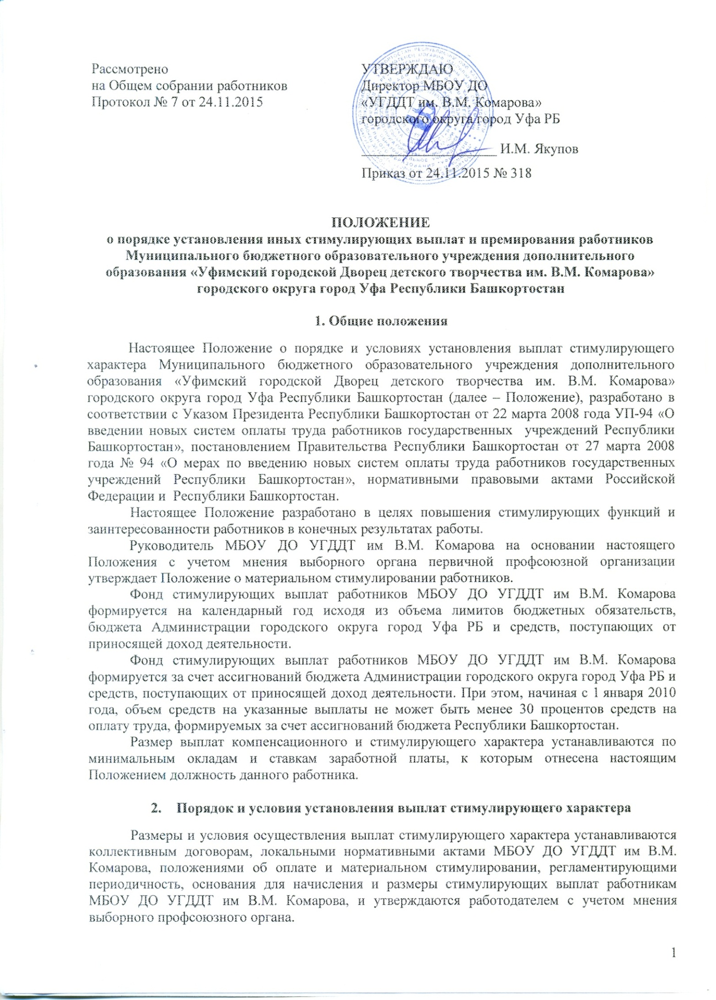 Рассмотрено
на Общем собрании работников
Протокол № 7 от 24.11.2015
УТВЕРЖДАЮ
Директор МБОУ ДО
«УГДДТ им. В.М. Комарова»
городского округа город Уфа РБ
И.М. Якупов
Приказ от 24.11.2015 № 318
ПОЛОЖЕНИЕ
о порядке установления иных стимулирующих выплат и премирования работников
Муниципального бюджетного образовательного учреждения дополнительного
образования «Уфимский городской Дворец детского творчества им. В.М. Комарова»
городского округа город Уфа Республики Башкортостан
1. Общие положения
Настоящее Положение о порядке и условиях установления выплат стимулирующего
характера Муниципального бюджетного образовательного учреждения дополнительного
образования «Уфимский городской Дворец детского творчества им. В.М. Комарова»
городского округа город Уфа Республики Башкортостан (далее – Положение), разработано в
соответствии с Указом Президента Республики Башкортостан от 22 марта 2008 года УП-94 «О
введении новых систем оплаты труда работников государственных учреждений Республики
Башкортостан», постановлением Правительства Республики Башкортостан от 27 марта 2008
года № 94 «О мерах по введению новых систем оплаты труда работников государственных
учреждений Республики Башкортостан», нормативными правовыми актами Российской
Федерации и Республики Башкортостан.
Настоящее Положение разработано в целях повышения стимулирующих функций и
заинтересованности работников в конечных результатах работы.
Руководитель МБОУ ДО УГДДТ им В.М. Комарова на основании настоящего
Положения с учетом мнения выборного органа первичной профсоюзной организации
утверждает Положение о материальном стимулировании работников.
Фонд стимулирующих выплат работников МБОУ ДО УГДДТ им В.М. Комарова
формируется на календарный год исходя из объема лимитов бюджетных обязательств,
бюджета Администрации городского округа город Уфа РБ и средств, поступающих от
приносящей доход деятельности.
Фонд стимулирующих выплат работников МБОУ ДО УГДДТ им В.М. Комарова
формируется за счет ассигнований бюджета Администрации городского округа город Уфа РБ и
средств, поступающих от приносящей доход деятельности. При этом, начиная с 1 января 2010
года, объем средств на указанные выплаты не может быть менее 30 процентов средств на
оплату труда, формируемых за счет ассигнований бюджета Республики Башкортостан.
Размер выплат компенсационного и стимулирующего характера устанавливаются по
минимальным окладам и ставкам заработной платы, к которым отнесена настоящим
Положением должность данного работника.
2. Порядок и условия установления выплат стимулирующего характера
Размеры и условия осуществления выплат стимулирующего характера устанавливаются
коллективным договорам, локальными нормативными актами МБОУ ДО УГДДТ им В.М.
Комарова, положениями об оплате и материальном стимулировании, регламентирующими
периодичность, основания для начисления и размеры стимулирующих выплат работникам
МБОУ ДО УГДДТ им В.М. Комарова, и утверждаются работодателем с учетом мнения
выборного профсоюзного органа.
1